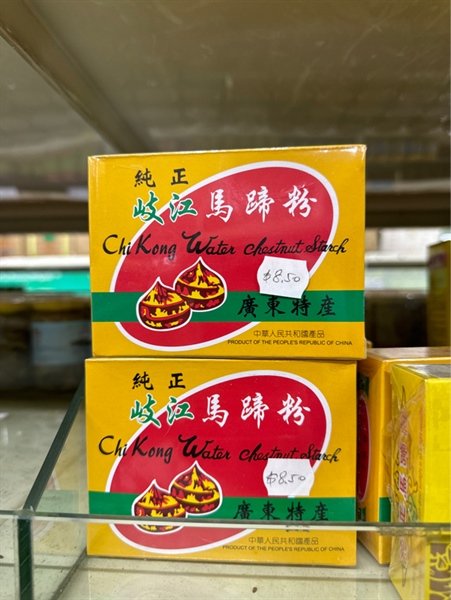 純正
岐江馬蹄粉
Chi Kong Water Chestnut Starch
$8.50
廣東特產
中華人民共和國產品
PRODUCT OF THE PEOPLE'S REPUBLIC OF CHINA
純正
岐江馬蹄粉
Chi Kong Water Chestnut Starch
$8.50
廣東特產
中華人民共和國產品
PRODUCT OF THE PEOPLE'S REPUBLIC OF CHINA